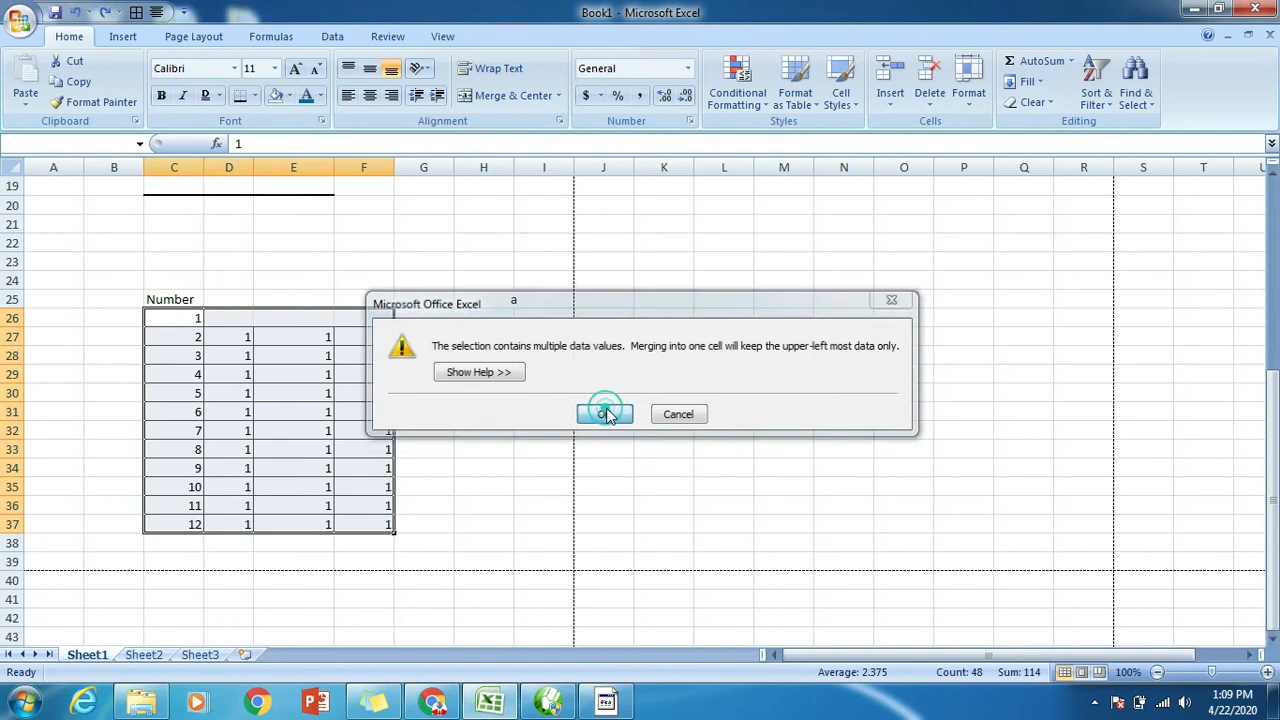 Book1 - Microsoft Excel
Home Insert Page Layout Formulas Data Review View
Paste Cut Calibri 11 Wrap Text General Conditional Formatting Format as Table Cell Styles Insert Delete Format AutoSum Sort & Filter Find & Select
Copy Fill
Format Painter B I D Merge & Center $ % , Clear
Clipboard Font Alignment Number Styles Cells Editing
fx 1
A B C D E F G H I J K L M N O P Q R S T U
19
20
21
22
23
24
25 Number a
26 1
27 2 1 1
28 3 1 1
29 4 1 1
30 5 1 1
31 6 1 1
32 7 1 1 1
33 8 1 1 1
34 9 1 1 1
35 10 1 1 1
36 11 1 1 1
37 12 1 1 1
38
39
40
41
42
43
Microsoft Office Excel
The selection contains multiple data values. Merging into one cell will keep the upper-left most data only.
Show Help >>
Cancel
Sheet1 Sheet2 Sheet3
Ready Average: 2.375 Count: 48 Sum: 114 100%
1:09 PM
4/22/2020